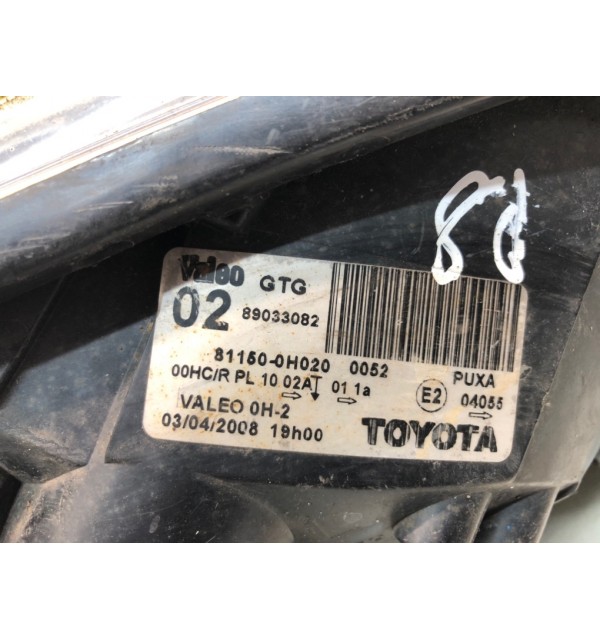 8d
Valeo GTG
02 89033082
81150-0H020 0052
00HC/R PL 10 02A 01 1a
E2
PUXA
04055
VALEO 0H-2
03/04/2008 19h00
TOYOTA